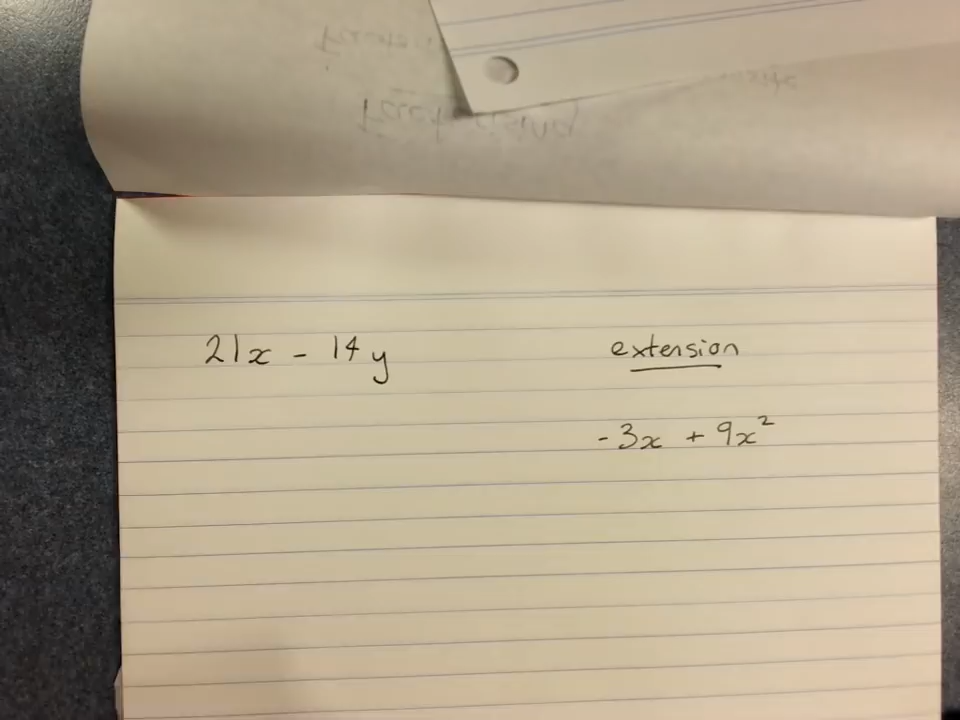 21x - 14y
extension
-3x + 9x²